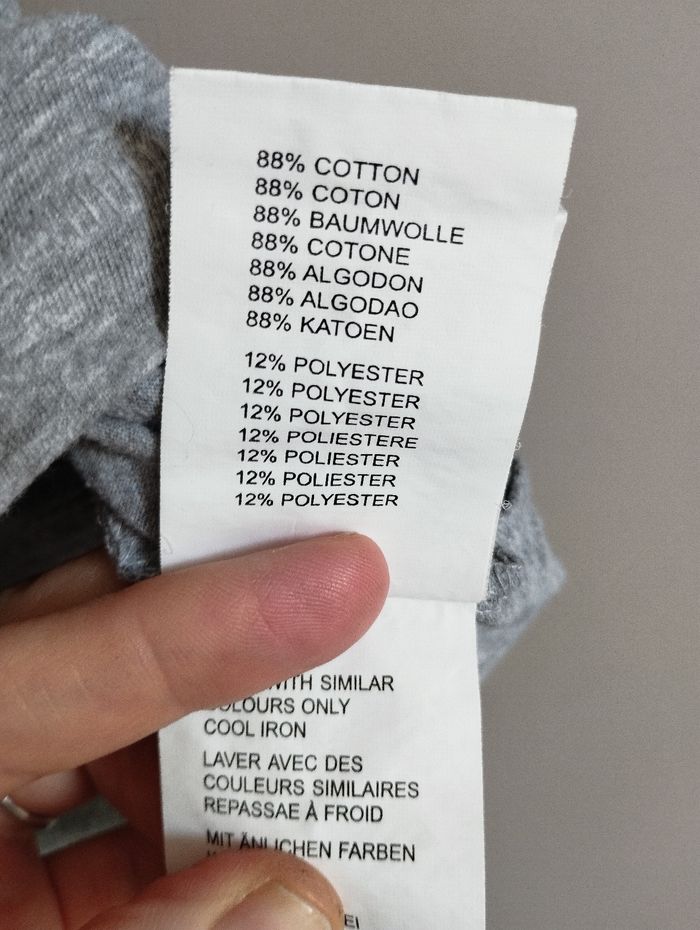 88% COTTON
88% COTON
88% BAUMWOLLE
88% COTONE
88% ALGODON
88% ALGODAO
88% KATOEN
12% POLYESTER
12% POLYESTER
12% POLYESTER
12% POLIESTERE
12% POLIESTER
12% POLIESTER
12% POLYESTER
WITH SIMILAR
COLOURS ONLY
COOL IRON
LAVER AVEC DES
COULEURS SIMILAIRES
REPASSAE À FROID
MIT ÄNLICHEN FARBEN